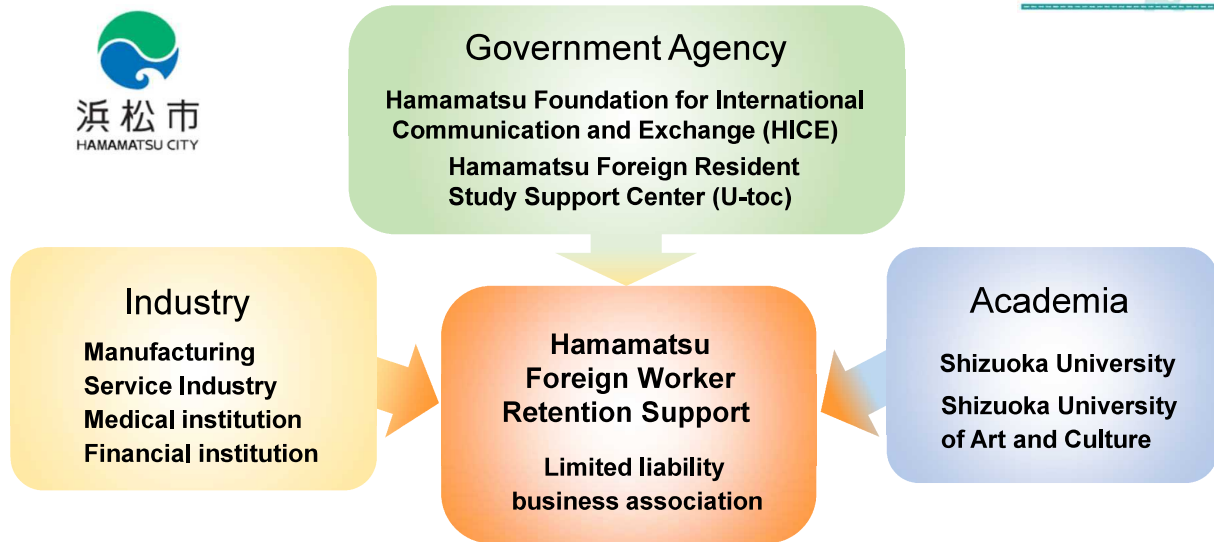 浜松市
HAMAMATSU CITY
Government Agency
Hamamatsu Foundation for International
Communication and Exchange (HICE)
Hamamatsu Foreign Resident
Study Support Center (U-toc)
Industry
Manufacturing
Service Industry
Medical institution
Financial institution
Hamamatsu
Foreign Worker
Retention Support
Limited liability
business association
Academia
Shizuoka University
Shizuoka University
of Art and Culture